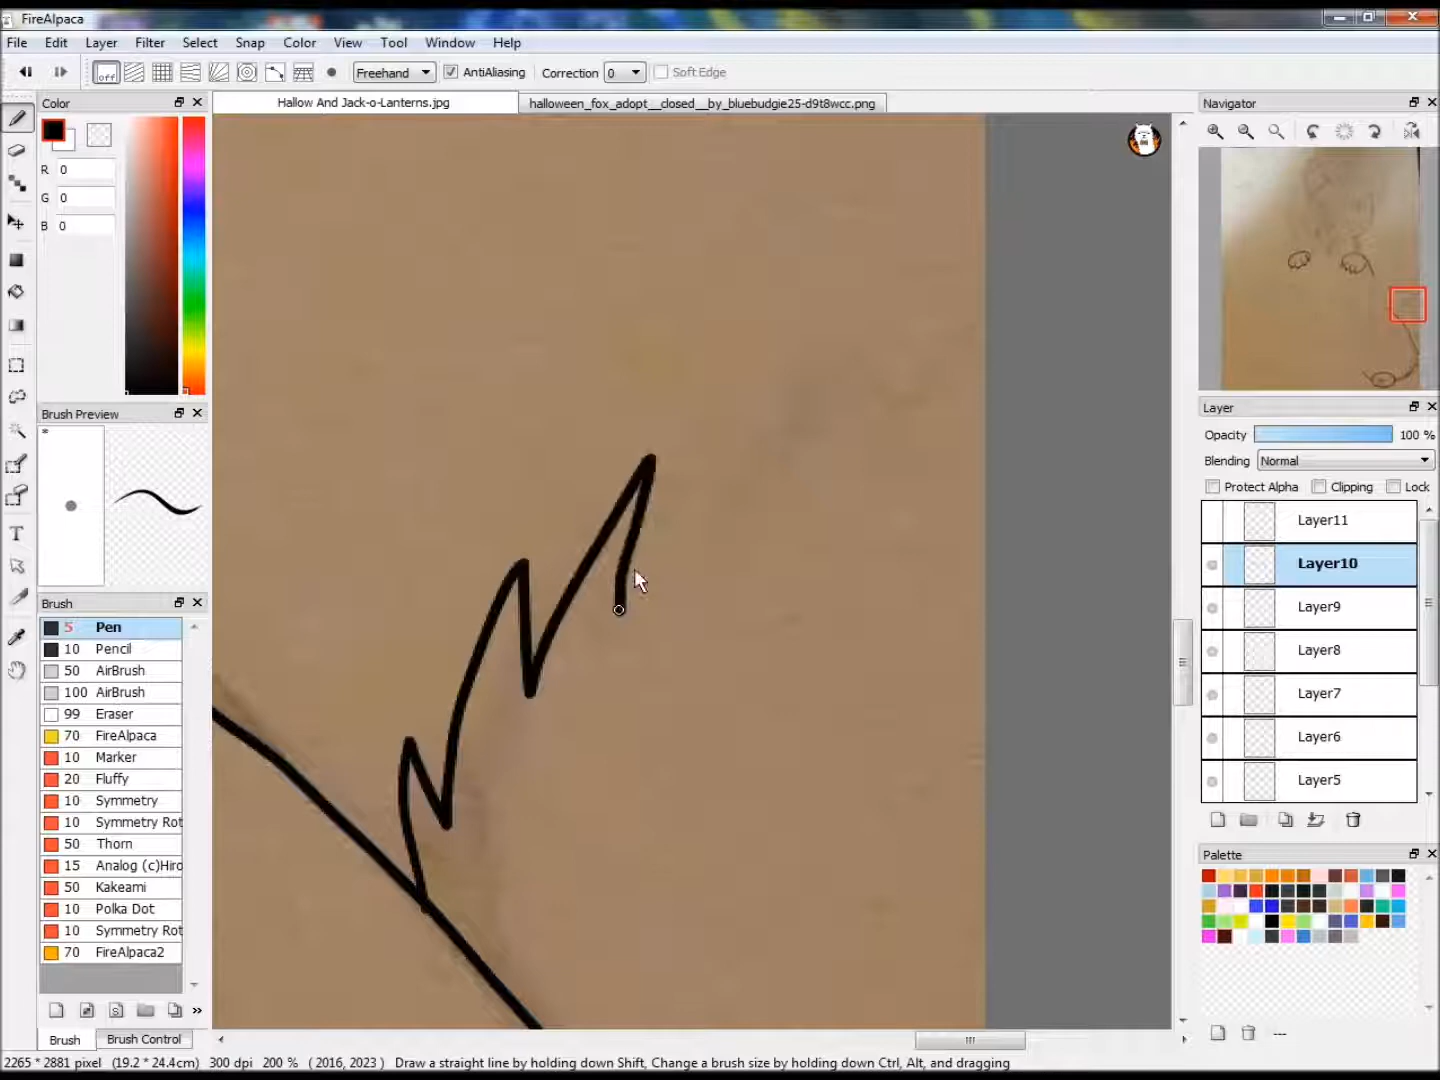 FireAlpaca
File Edit Layer Filter Select Snap Color View Tool Window Help
off Freehand AntiAliasing Correction 0 Soft Edge
Color
Hallow And Jack-o-Lanterns.jpg
halloween_fox_adopt__closed__by_bluebudgie25-d9t8wcc.png
Navigator
R 0
G 0
B 0
Brush Preview
*
Brush
5 Pen
10 Pencil
50 AirBrush
100 AirBrush
99 Eraser
70 FireAlpaca
10 Marker
20 Fluffy
10 Symmetry
10 Symmetry Rot
50 Thorn
15 Analog (c)Hiro
50 Kakeami
10 Polka Dot
10 Symmetry Rot
70 FireAlpaca2
Brush Brush Control
Layer
Opacity 100 %
Blending Normal
Protect Alpha Clipping Lock
Layer11
Layer10
Layer9
Layer8
Layer7
Layer6
Layer5
Palette
---
2265 * 2881 pixel (19.2 * 24.4cm) 300 dpi 200 % ( 2016, 2023 ) Draw a straight line by holding down Shift, Change a brush size by holding down Ctrl, Alt, and dragging